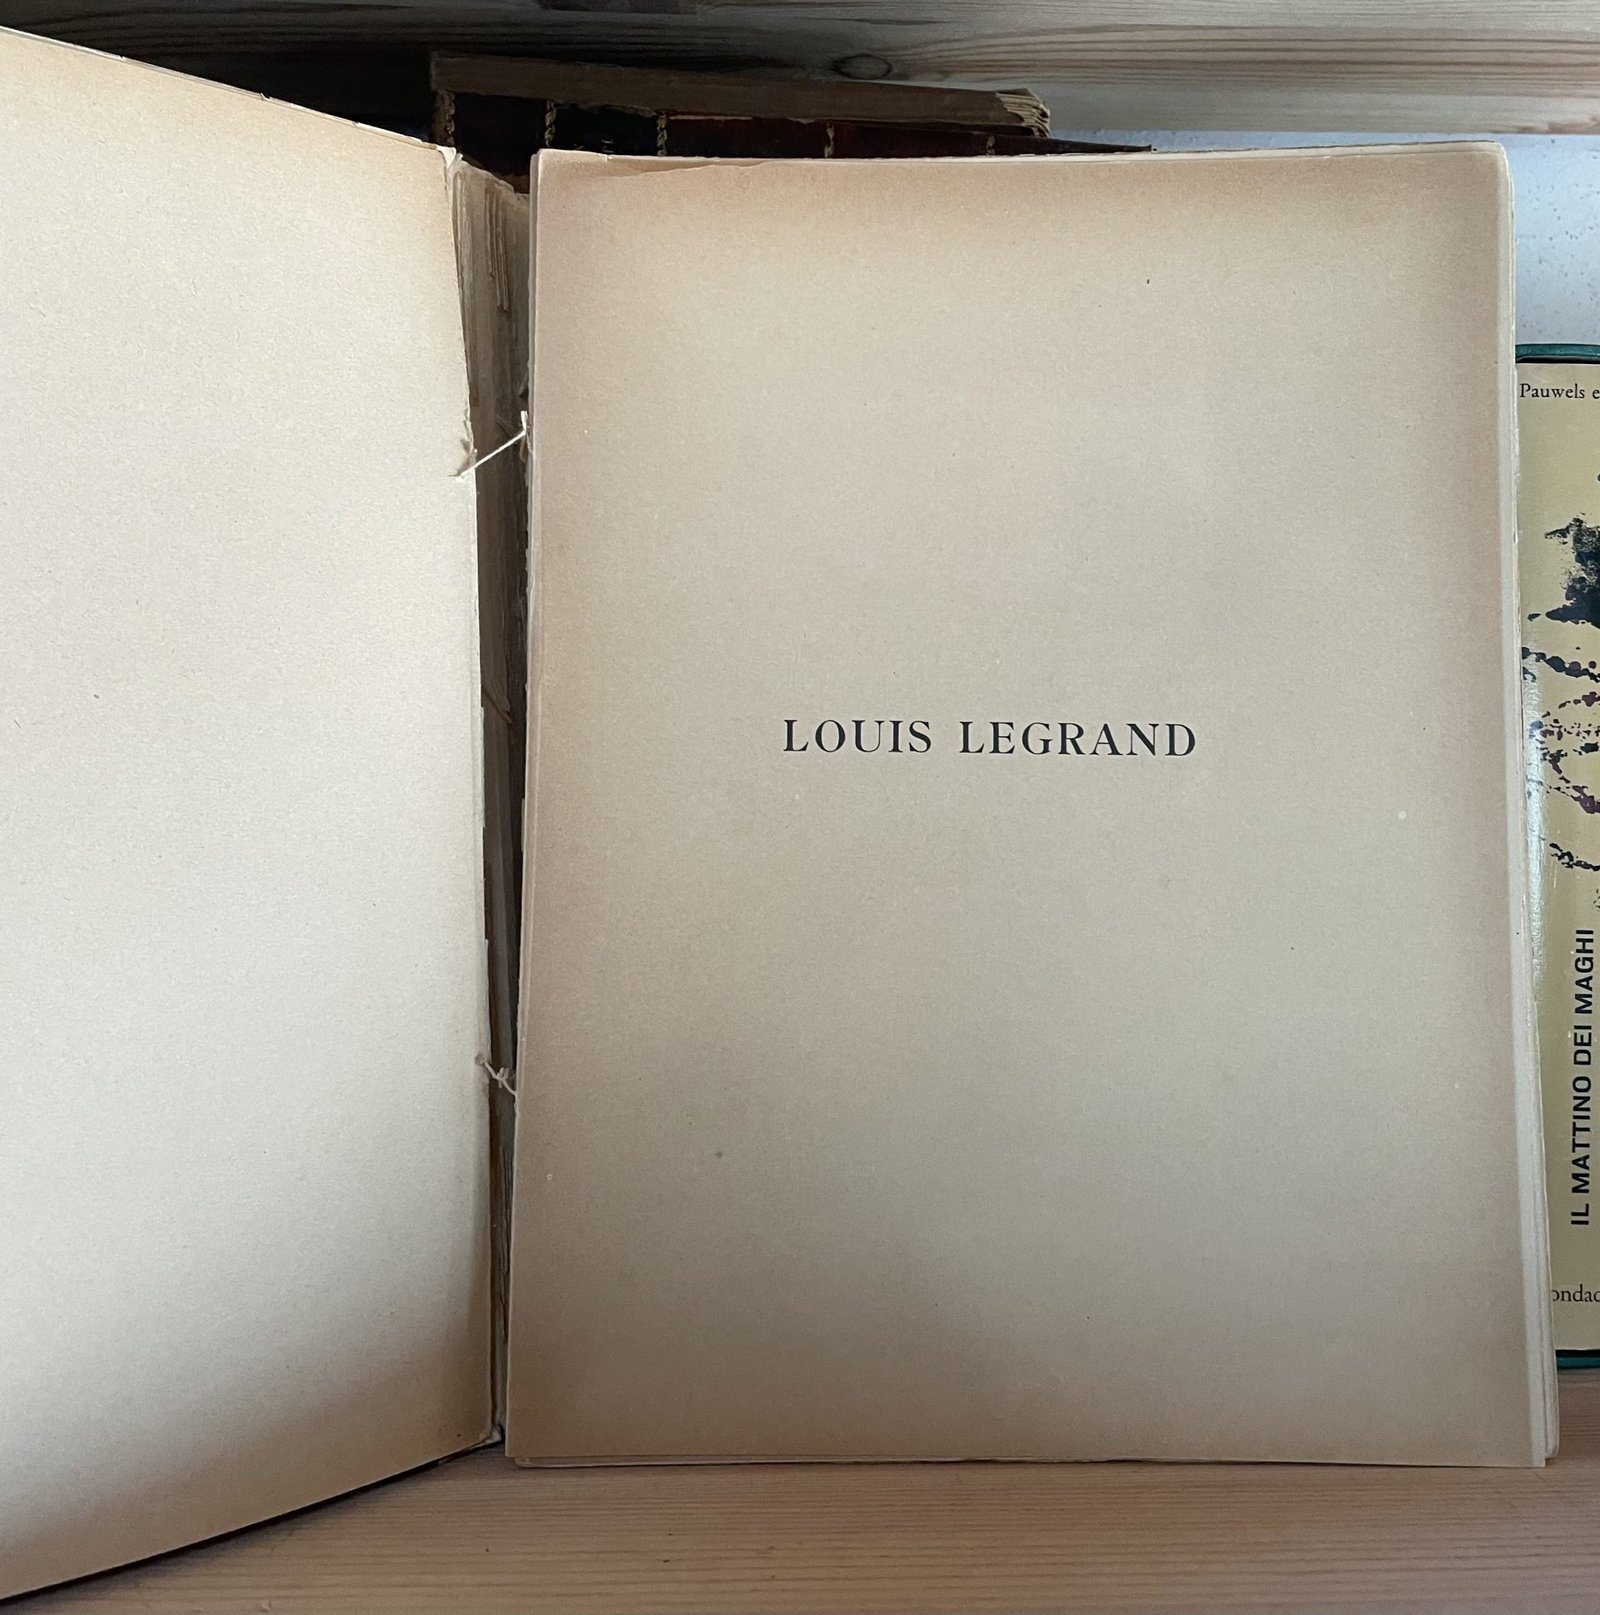 LOUIS LEGRAND
Pauwels e
IL MATTINO DEI MAGHI
ondad